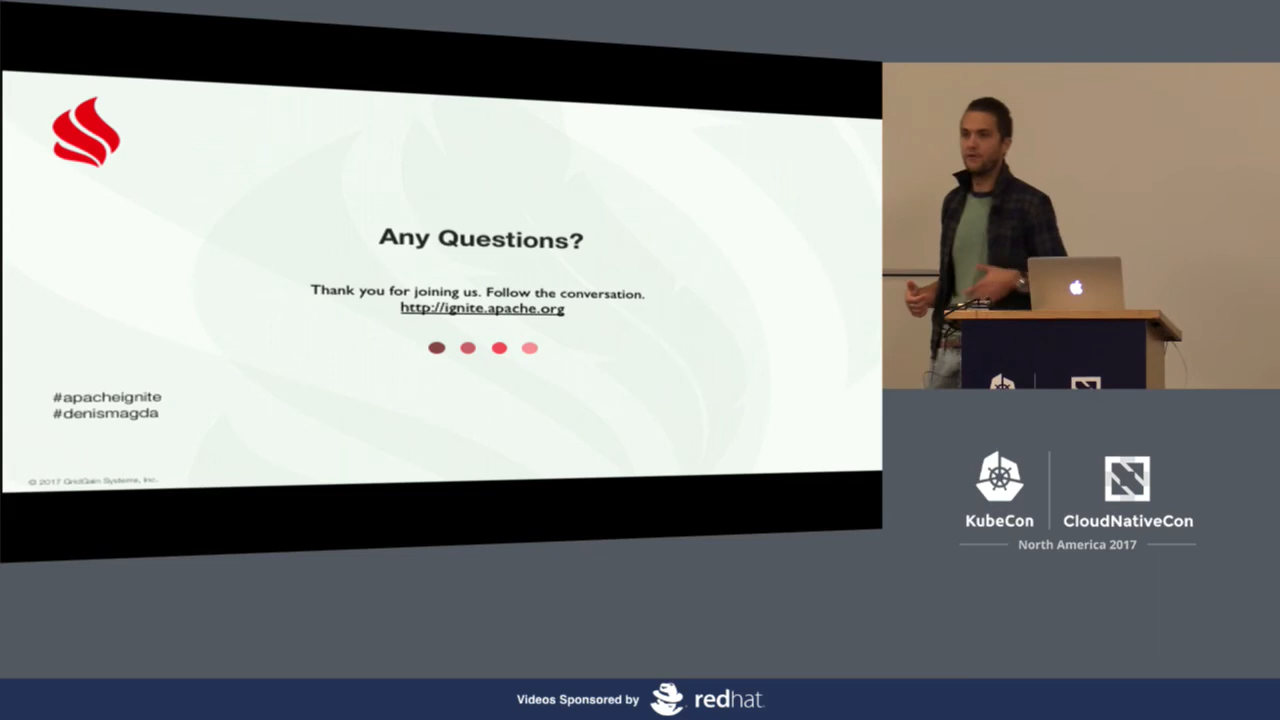 Any Questions?
Thank you for joining us. Follow the conversation.
http://ignite.apache.org
#apacheignite
#denismagda
© 2017 GridGain Systems, Inc.
KubeCon
CloudNativeCon
North America 2017
Videos Sponsored by
redhat